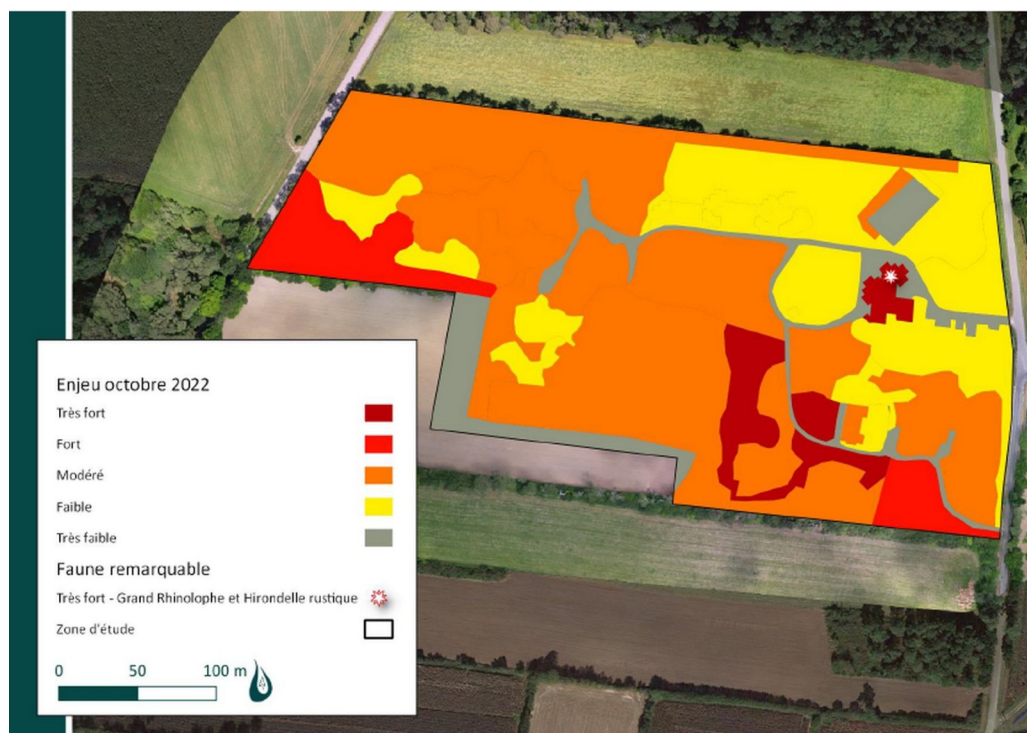 Enjeu octobre 2022
Très fort
Fort
Modéré
Faible
Très faible
Faune remarquable
Très fort - Grand Rhinolophe et Hirondelle rustique
Zone d'étude
0 50 100 m